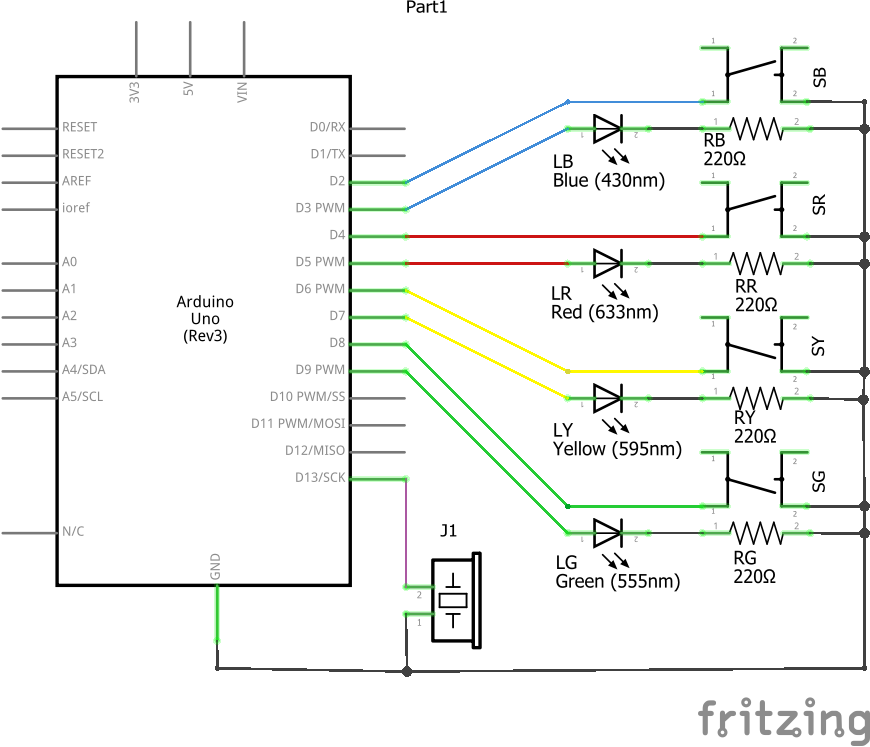 Part1
3V3
5V
VIN
RESET
RESET2
AREF
ioref
A0
A1
A2
A3
A4/SDA
A5/SCL
N/C
Arduino
Uno
(Rev3)
D0/RX
D1/TX
D2
D3 PWM
D4
D5 PWM
D6 PWM
D7
D8
D9 PWM
D10 PWM/SS
D11 PWM/MOSI
D12/MISO
D13/SCK
GND
J1
2
1
1
2
1
2
SB
1
2
LB
Blue (430nm)
1
2
RB
220Ω
1
2
1
2
SR
1
2
LR
Red (633nm)
1
2
RR
220Ω
1
2
1
2
SY
1
2
LY
Yellow (595nm)
1
2
RY
220Ω
1
2
1
2
SG
1
2
LG
Green (555nm)
1
2
RG
220Ω
fritzing